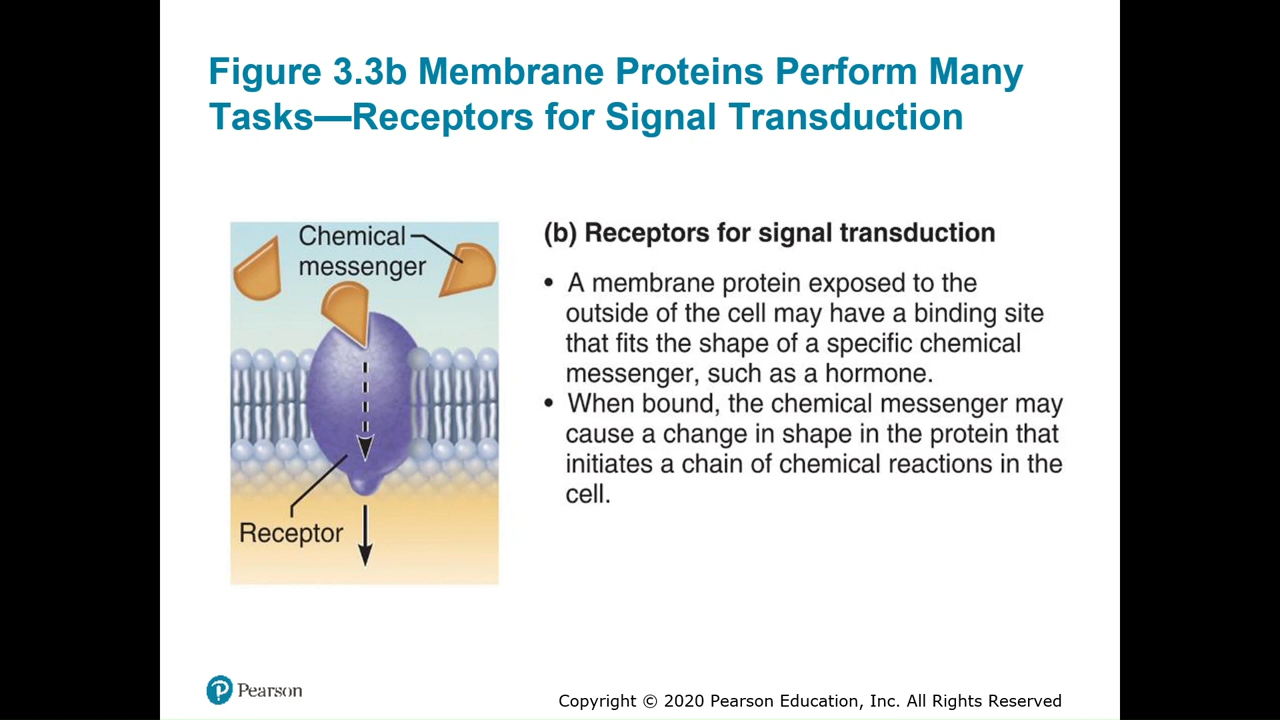 Figure 3.3b Membrane Proteins Perform Many
Tasks—Receptors for Signal Transduction
Chemical
messenger
Receptor
(b) Receptors for signal transduction
• A membrane protein exposed to the
outside of the cell may have a binding site
that fits the shape of a specific chemical
messenger, such as a hormone.
• When bound, the chemical messenger may
cause a change in shape in the protein that
initiates a chain of chemical reactions in the
cell.
P Pearson
Copyright © 2020 Pearson Education, Inc. All Rights Reserved